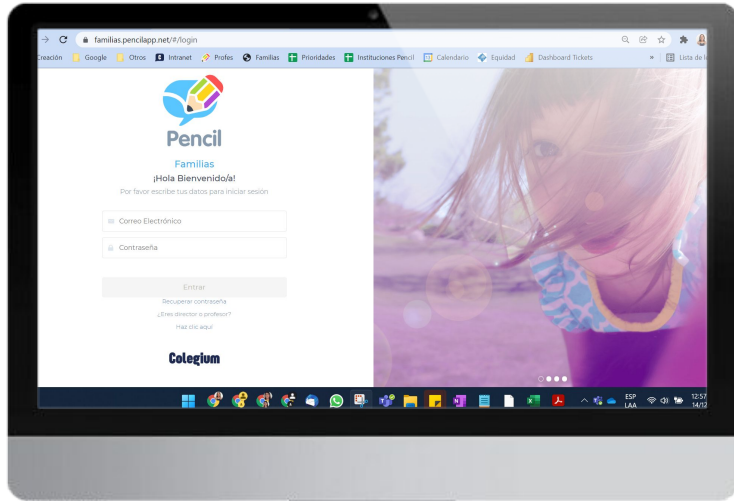 familias.pencilapp.net/#/login
Creación Google Otros Intranet Profes Familias Prioridades Instituciones Pencil Calendario Equidad Dashboard Tickets » Lista de
Pencil
Familias
¡Hola Bienvenido/a!
Por favor escribe tus datos para iniciar sesión
Correo Electrónico
Contraseña
Entrar
Recuperar contraseña
¿Eres director o profesor?
Haz clic aquí
Colegium
ESP 12:57
LAA 14/12